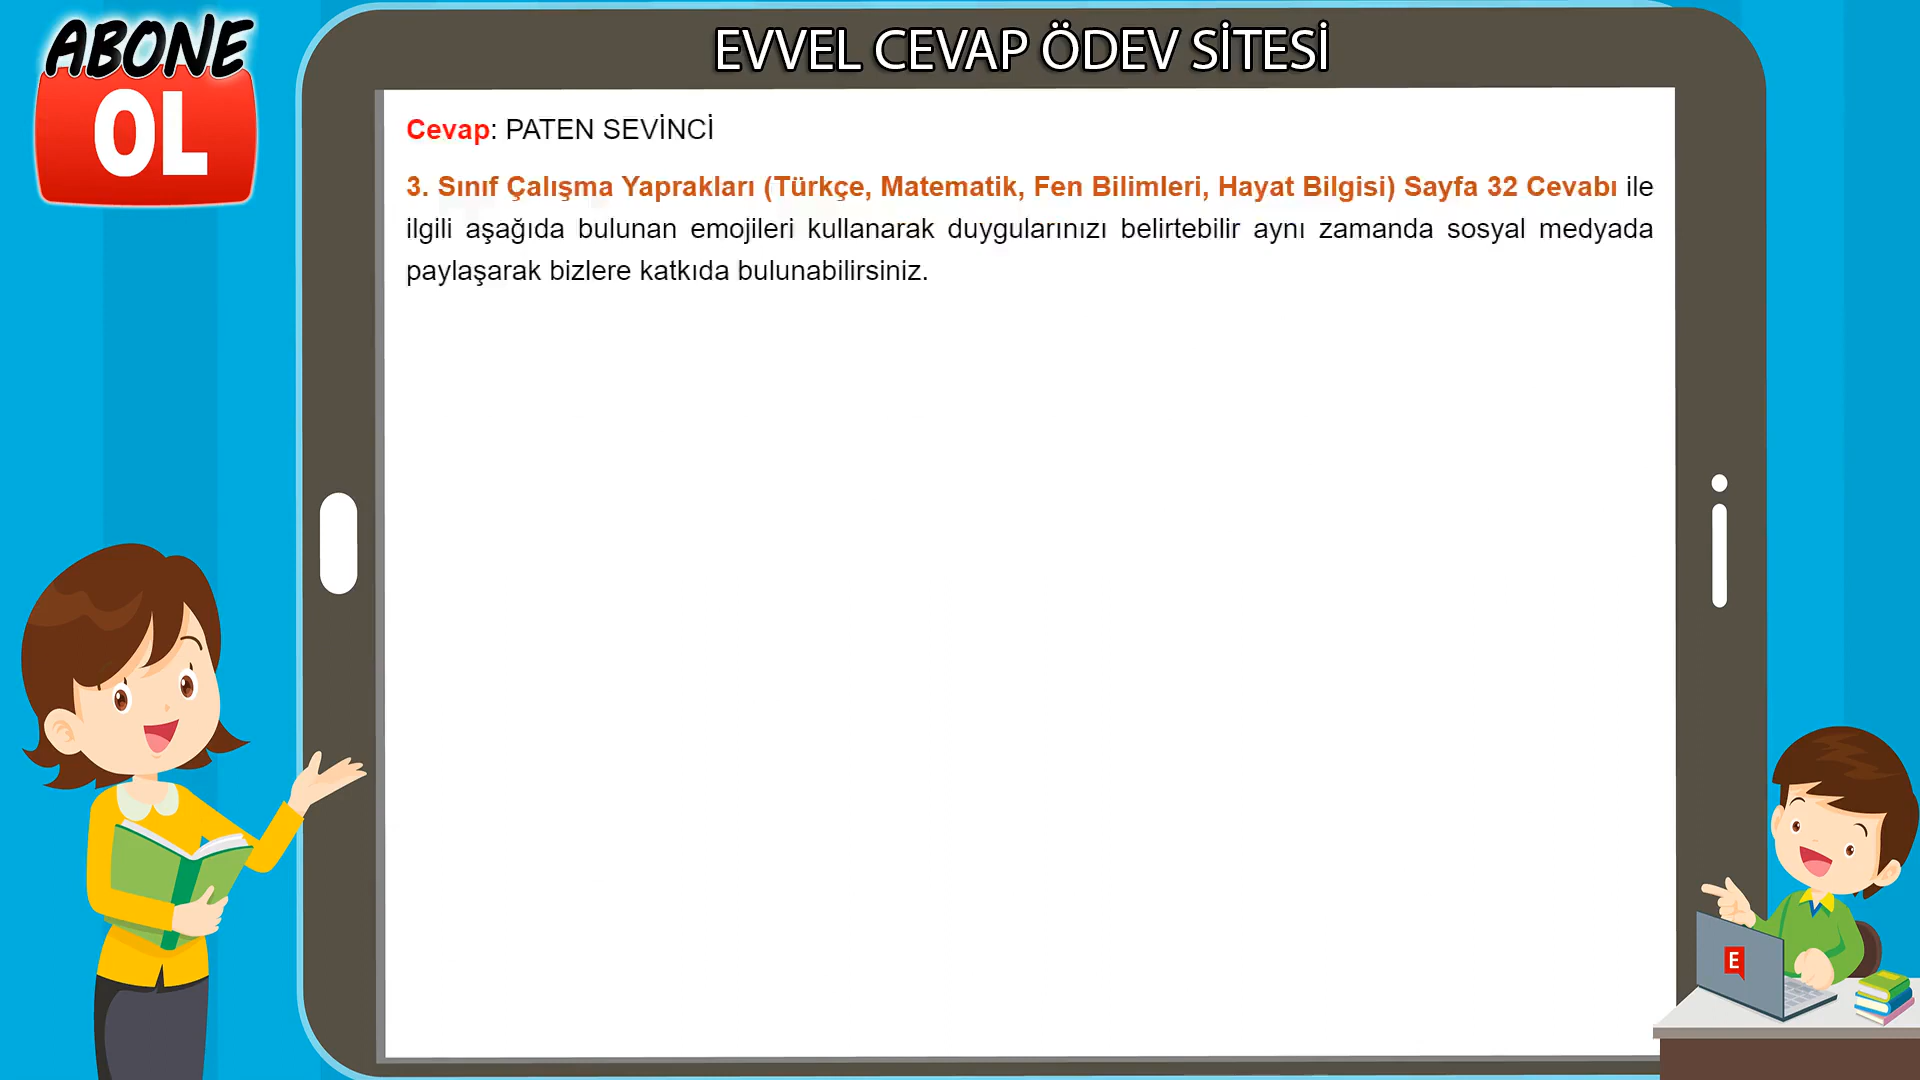 ABONE
OL
EVVEL CEVAP ÖDEV SİTESİ
Cevap: PATEN SEVİNCİ
3. Sınıf Çalışma Yaprakları (Türkçe, Matematik, Fen Bilimleri, Hayat Bilgisi) Sayfa 32 Cevabı ile
ilgili aşağıda bulunan emojileri kullanarak duygularınızı belirtebilir aynı zamanda sosyal medyada
paylaşarak bizlere katkıda bulunabilirsiniz.
E